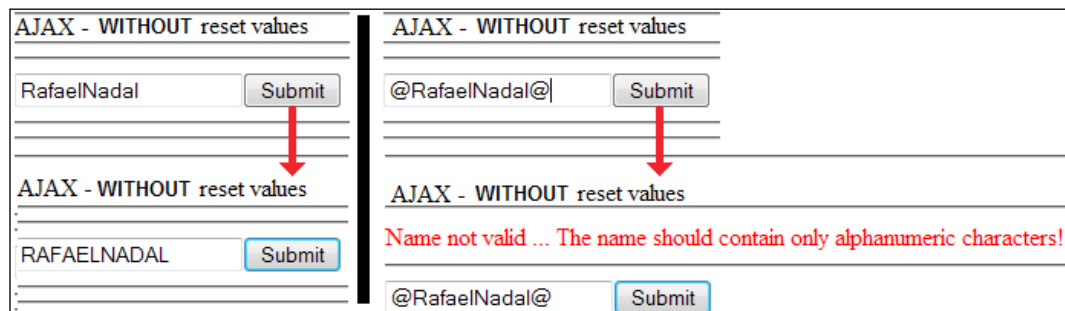 AJAX - WITHOUT reset values
RafaelNadal Submit
AJAX - WITHOUT reset values
RAFAELNADAL Submit
AJAX - WITHOUT reset values
@RafaelNadal@ Submit
AJAX - WITHOUT reset values
Name not valid ... The name should contain only alphanumeric characters!
@RafaelNadal@ Submit